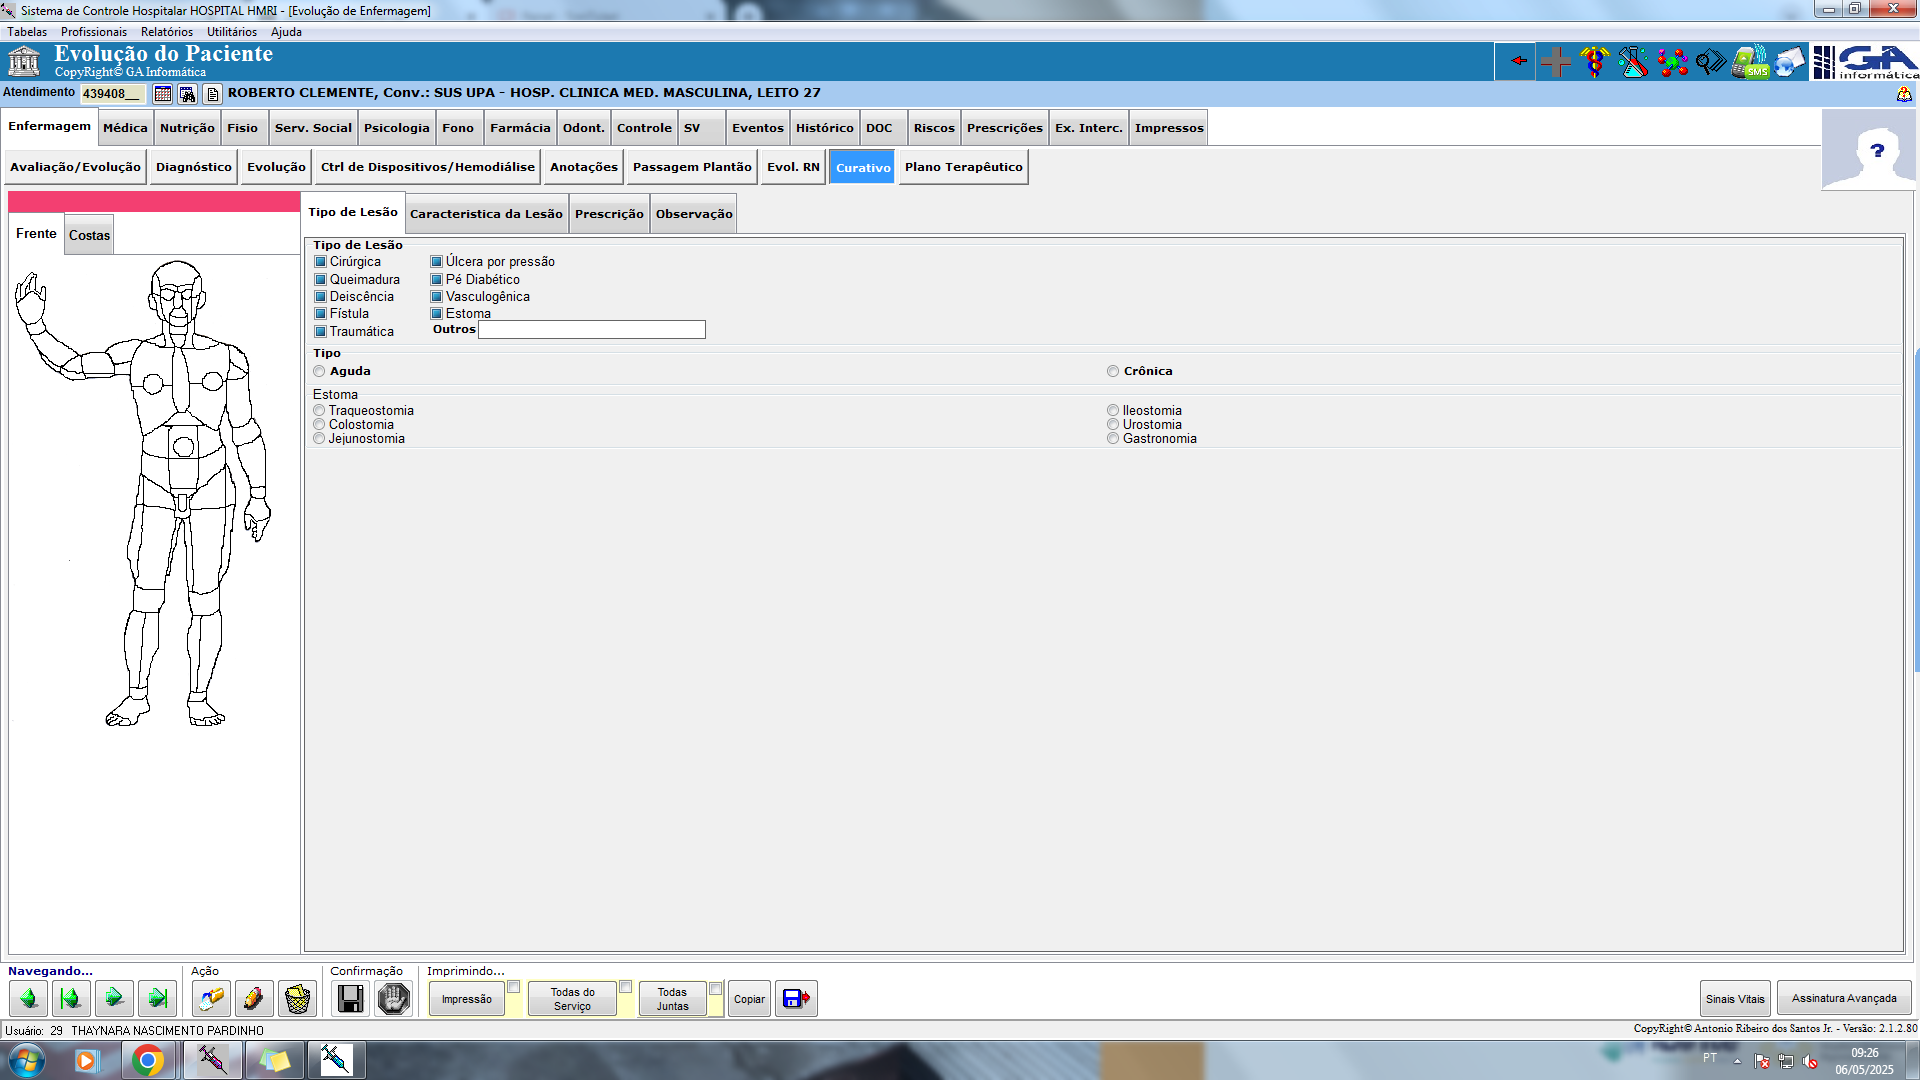 Sistema de Controle Hospitalar HOSPITAL HMRI - [Evolução de Enfermagem]
Tabelas Profissionais Relatórios Utilitários Ajuda
Evolução do Paciente
CopyRight© GA Informática
SMS
GA
informática
Atendimento 439408__ ROBERTO CLEMENTE, Conv.: SUS UPA - HOSP. CLINICA MED. MASCULINA, LEITO 27
Enfermagem Médica Nutrição Fisio Serv. Social Psicologia Fono Farmácia Odont. Controle SV Eventos Histórico DOC Riscos Prescrições Ex. Interc. Impressos
Avaliação/Evolução Diagnóstico Evolução Ctrl de Dispositivos/Hemodiálise Anotações Passagem Plantão Evol. RN Curativo Plano Terapêutico
?
Frente Costas
Tipo de Lesão Caracteristica da Lesão Prescrição Observação
Tipo de Lesão
Cirúrgica Úlcera por pressão
Queimadura Pé Diabético
Deiscência Vasculogênica
Fístula Estoma
Traumática Outros
Tipo
Aguda Crônica
Estoma
Traqueostomia Ileostomia
Colostomia Urostomia
Jejunostomia Gastronomia
Navegando... Ação Confirmação Imprimindo...
Impressão Todas do Serviço Todas Juntas Copiar Sinais Vitais Assinatura Avançada
Usuário: 29 THAYNARA NASCIMENTO PARDINHO CopyRight© Antonio Ribeiro dos Santos Jr. - Versão: 2.1.2.80
PT 09:26
06/05/2025